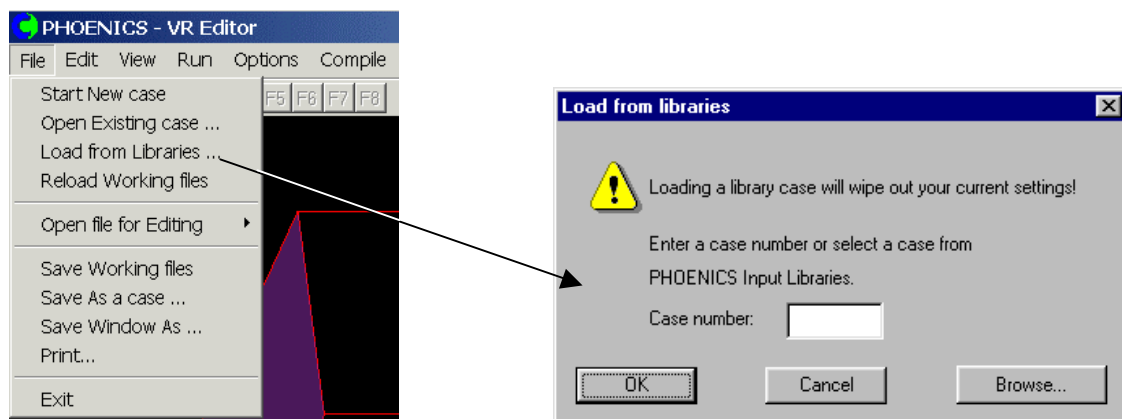 PHOENICS - VR Editor
File Edit View Run Options Compile
F5 F6 F7 F8
Start New case
Open Existing case ...
Load from Libraries ...
Reload Working files
Open file for Editing
Save Working files
Save As a case ...
Save Window As ...
Print...
Exit
Load from libraries
Loading a library case will wipe out your current settings!
Enter a case number or select a case from
PHOENICS Input Libraries.
Case number:
OK Cancel Browse...